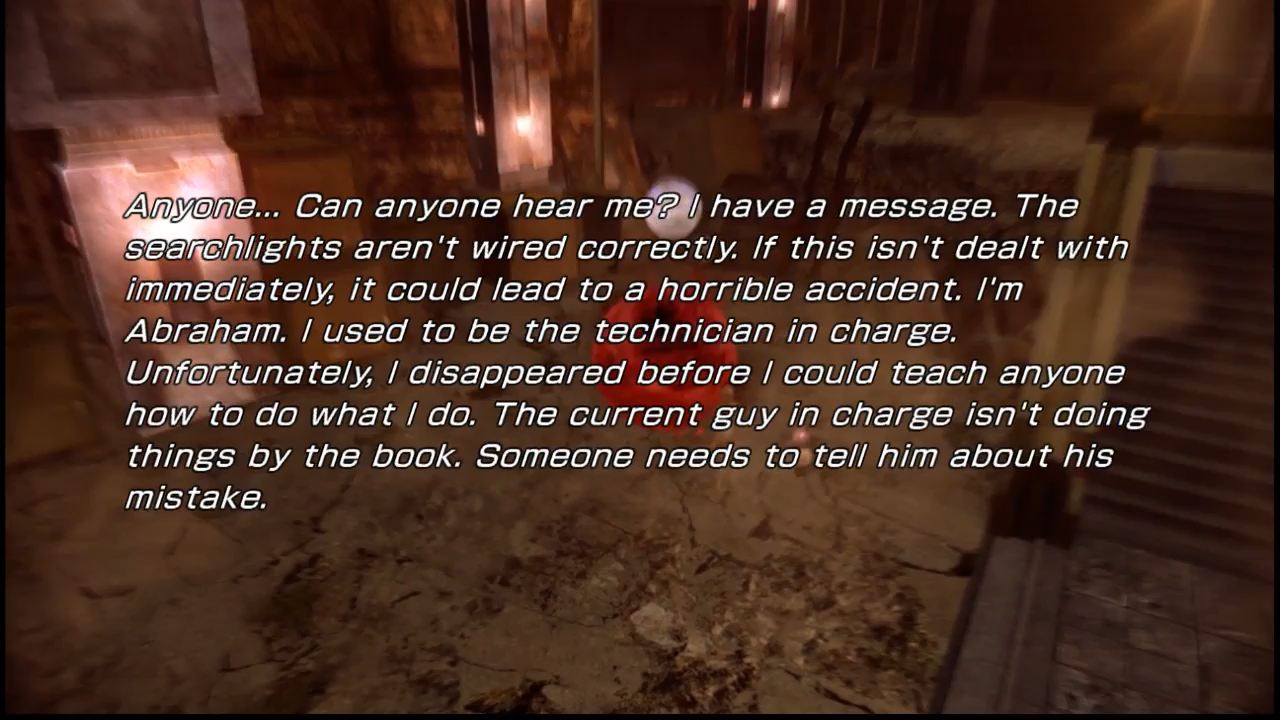 Anyone... Can anyone hear me? I have a message. The
searchlights aren't wired correctly. If this isn't dealt with
immediately, it could lead to a horrible accident. I'm
Abraham. I used to be the technician in charge.
Unfortunately, I disappeared before I could teach anyone
how to do what I do. The current guy in charge isn't doing
things by the book. Someone needs to tell him about his
mistake.